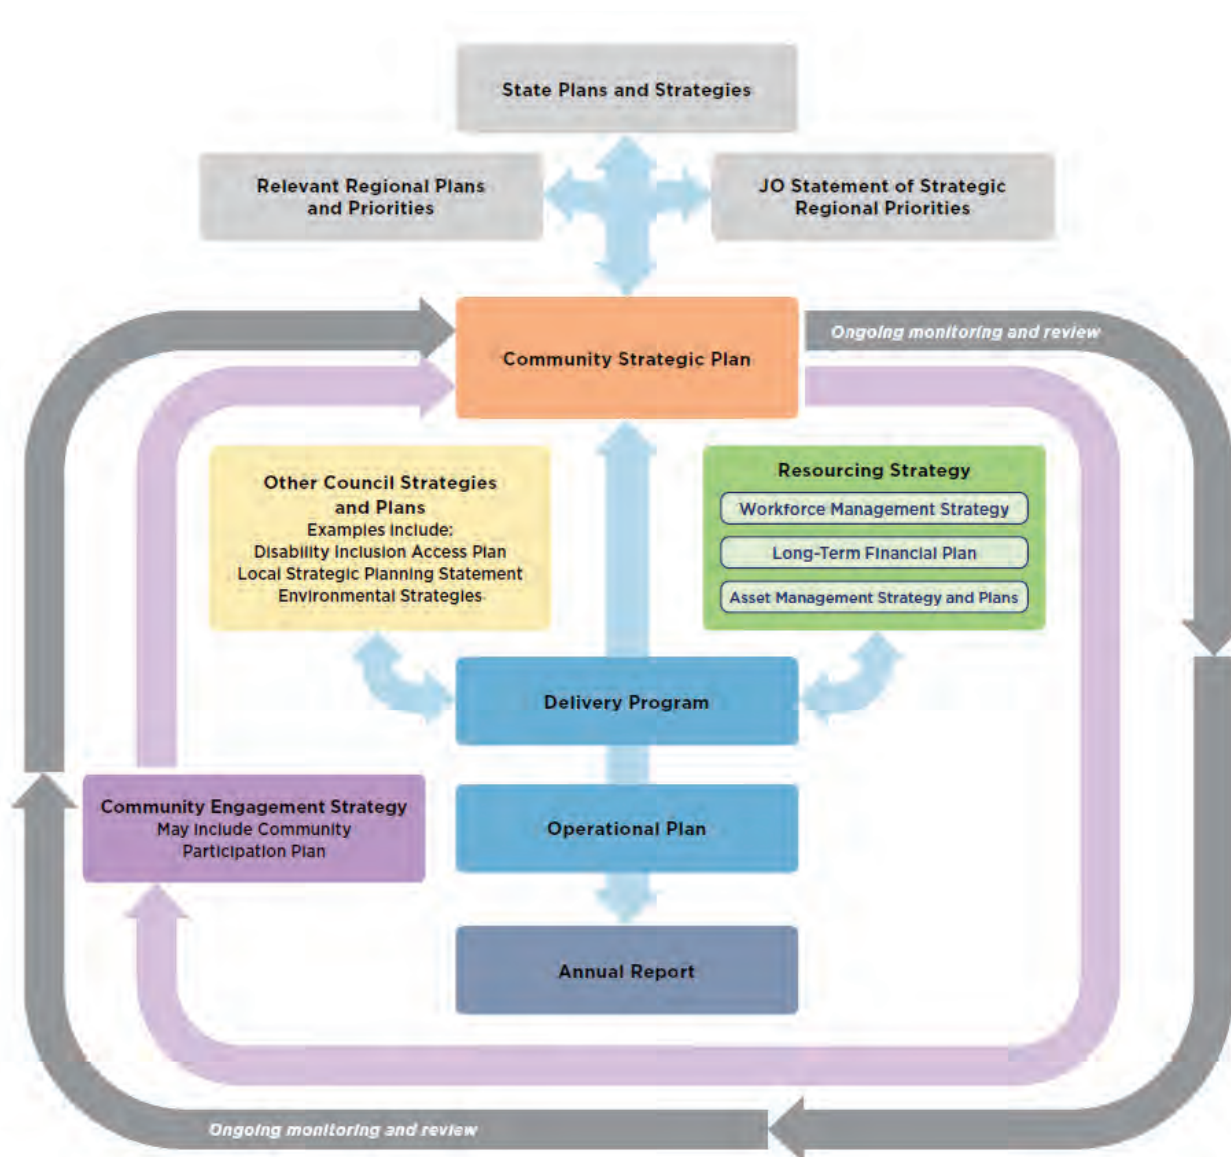 State Plans and Strategies
Relevant Regional Plans
and Priorities
JO Statement of Strategic
Regional Priorities
Ongoing monitoring and review
Community Strategic Plan
Other Council Strategies
and Plans
Examples include:
Disability Inclusion Access Plan
Local Strategic Planning Statement
Environmental Strategies
Resourcing Strategy
Workforce Management Strategy
Long-Term Financial Plan
Asset Management Strategy and Plans
Delivery Program
Community Engagement Strategy
May include Community
Participation Plan
Operational Plan
Annual Report
Ongoing monitoring and review